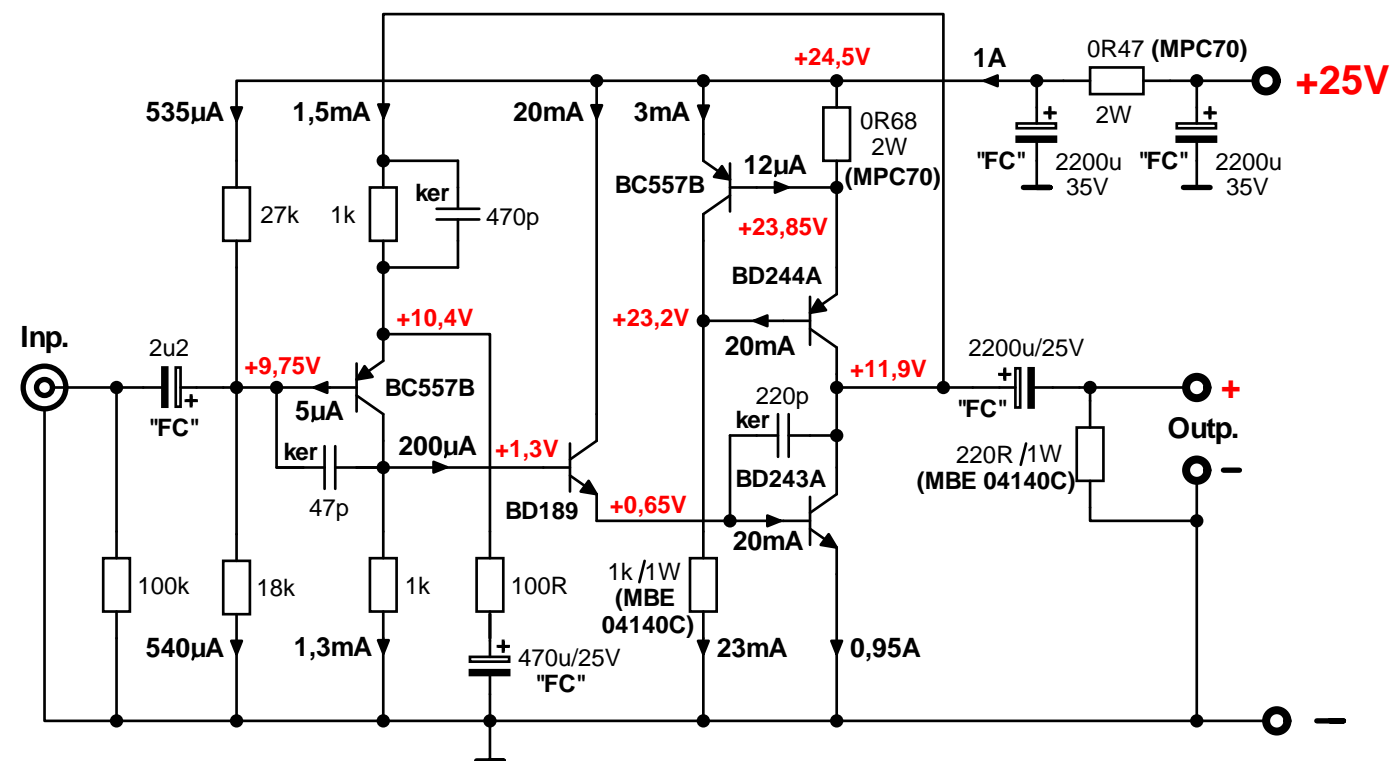 +24,5V
1A
0R47 (MPC70)
+25V
2W
+
+
"FC"
2200u
35V
"FC"
2200u
35V
535µA
1,5mA
20mA
3mA
0R68
2W
(MPC70)
BC557B
12µA
+23,85V
27k
1k
ker
470p
BD244A
+10,4V
+23,2V
20mA
Inp.
2u2
+9,75V
+
"FC"
BC557B
5µA
+11,9V
2200u/25V
+
"FC"
+
Outp.
220p
ker
200µA
+1,3V
ker
47p
BD189
+0,65V
BD243A
20mA
220R /1W
(MBE 04140C)
–
100k
18k
1k
100R
1k /1W
(MBE
04140C)
540µA
1,3mA
+
470u/25V
"FC"
23mA
0,95A
–